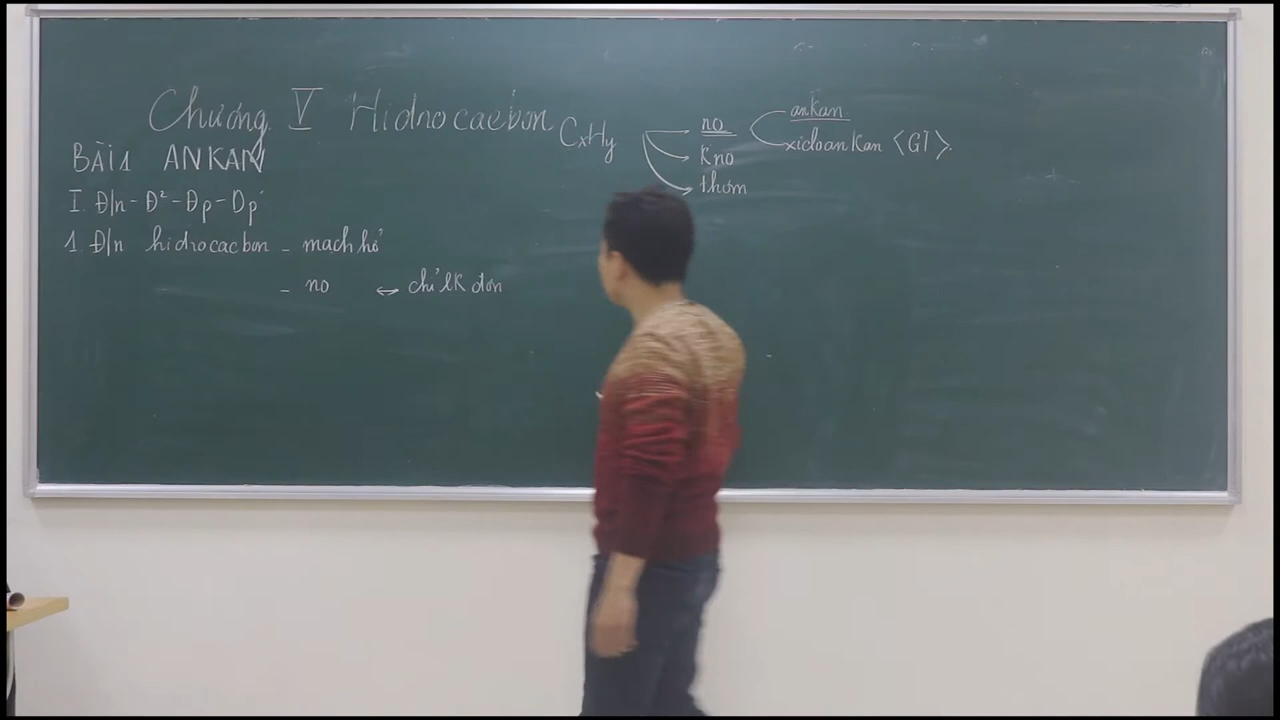 Chương V Hidrocacbon CxHy
no
k no
thơm
ankan
xicloankan <GT>
BÀI 1 ANKAN
I. Đ/n - Đ² - Đp - Dp
1. Đ/n hidrocacbon - mạch hở
- no ↔ chỉ lk đơn